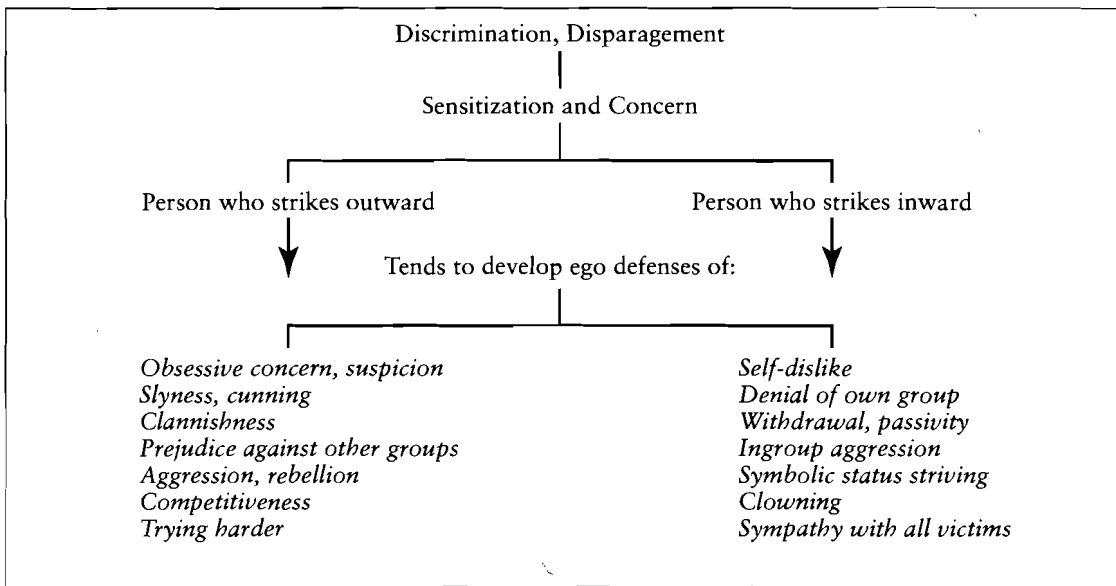 Discrimination, Disparagement
Sensitization and Concern
Person who strikes outward
Person who strikes inward
Tends to develop ego defenses of:
Obsessive concern, suspicion
Slyness, cunning
Clannishness
Prejudice against other groups
Aggression, rebellion
Competitiveness
Trying harder
Self-dislike
Denial of own group
Withdrawal, passivity
Ingroup aggression
Symbolic status striving
Clowning
Sympathy with all victims